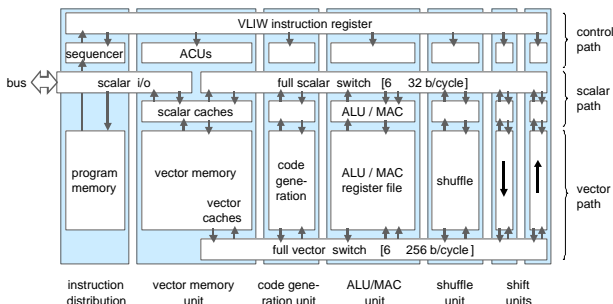 VLIW instruction register
sequencer
ACUs
control
path
bus
scalar i/o
full scalar switch [6 32 b/cycle]
scalar caches
ALU / MAC
scalar
path
program
memory
vector memory
vector
caches
code
gene-
ration
ALU / MAC
register file
shuffle
vector
path
full vector switch [6 256 b/cycle]
instruction
distribution
vector memory
unit
code gene-
ration unit
ALU/MAC
unit
shuffle
unit
shift
units